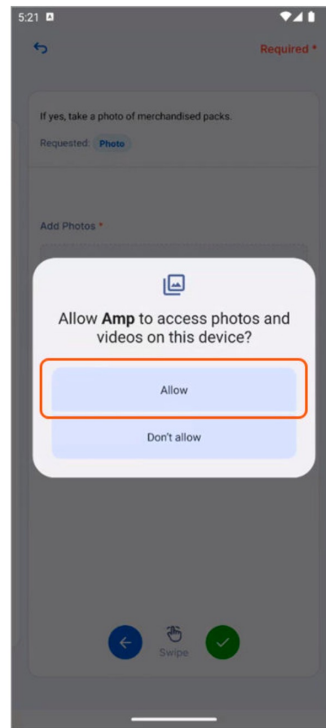 5:21
Required *
If yes, take a photo of merchandised packs.
Requested: Photo
Add Photos *
Allow Amp to access photos and
videos on this device?
Allow
Don't allow
Swipe